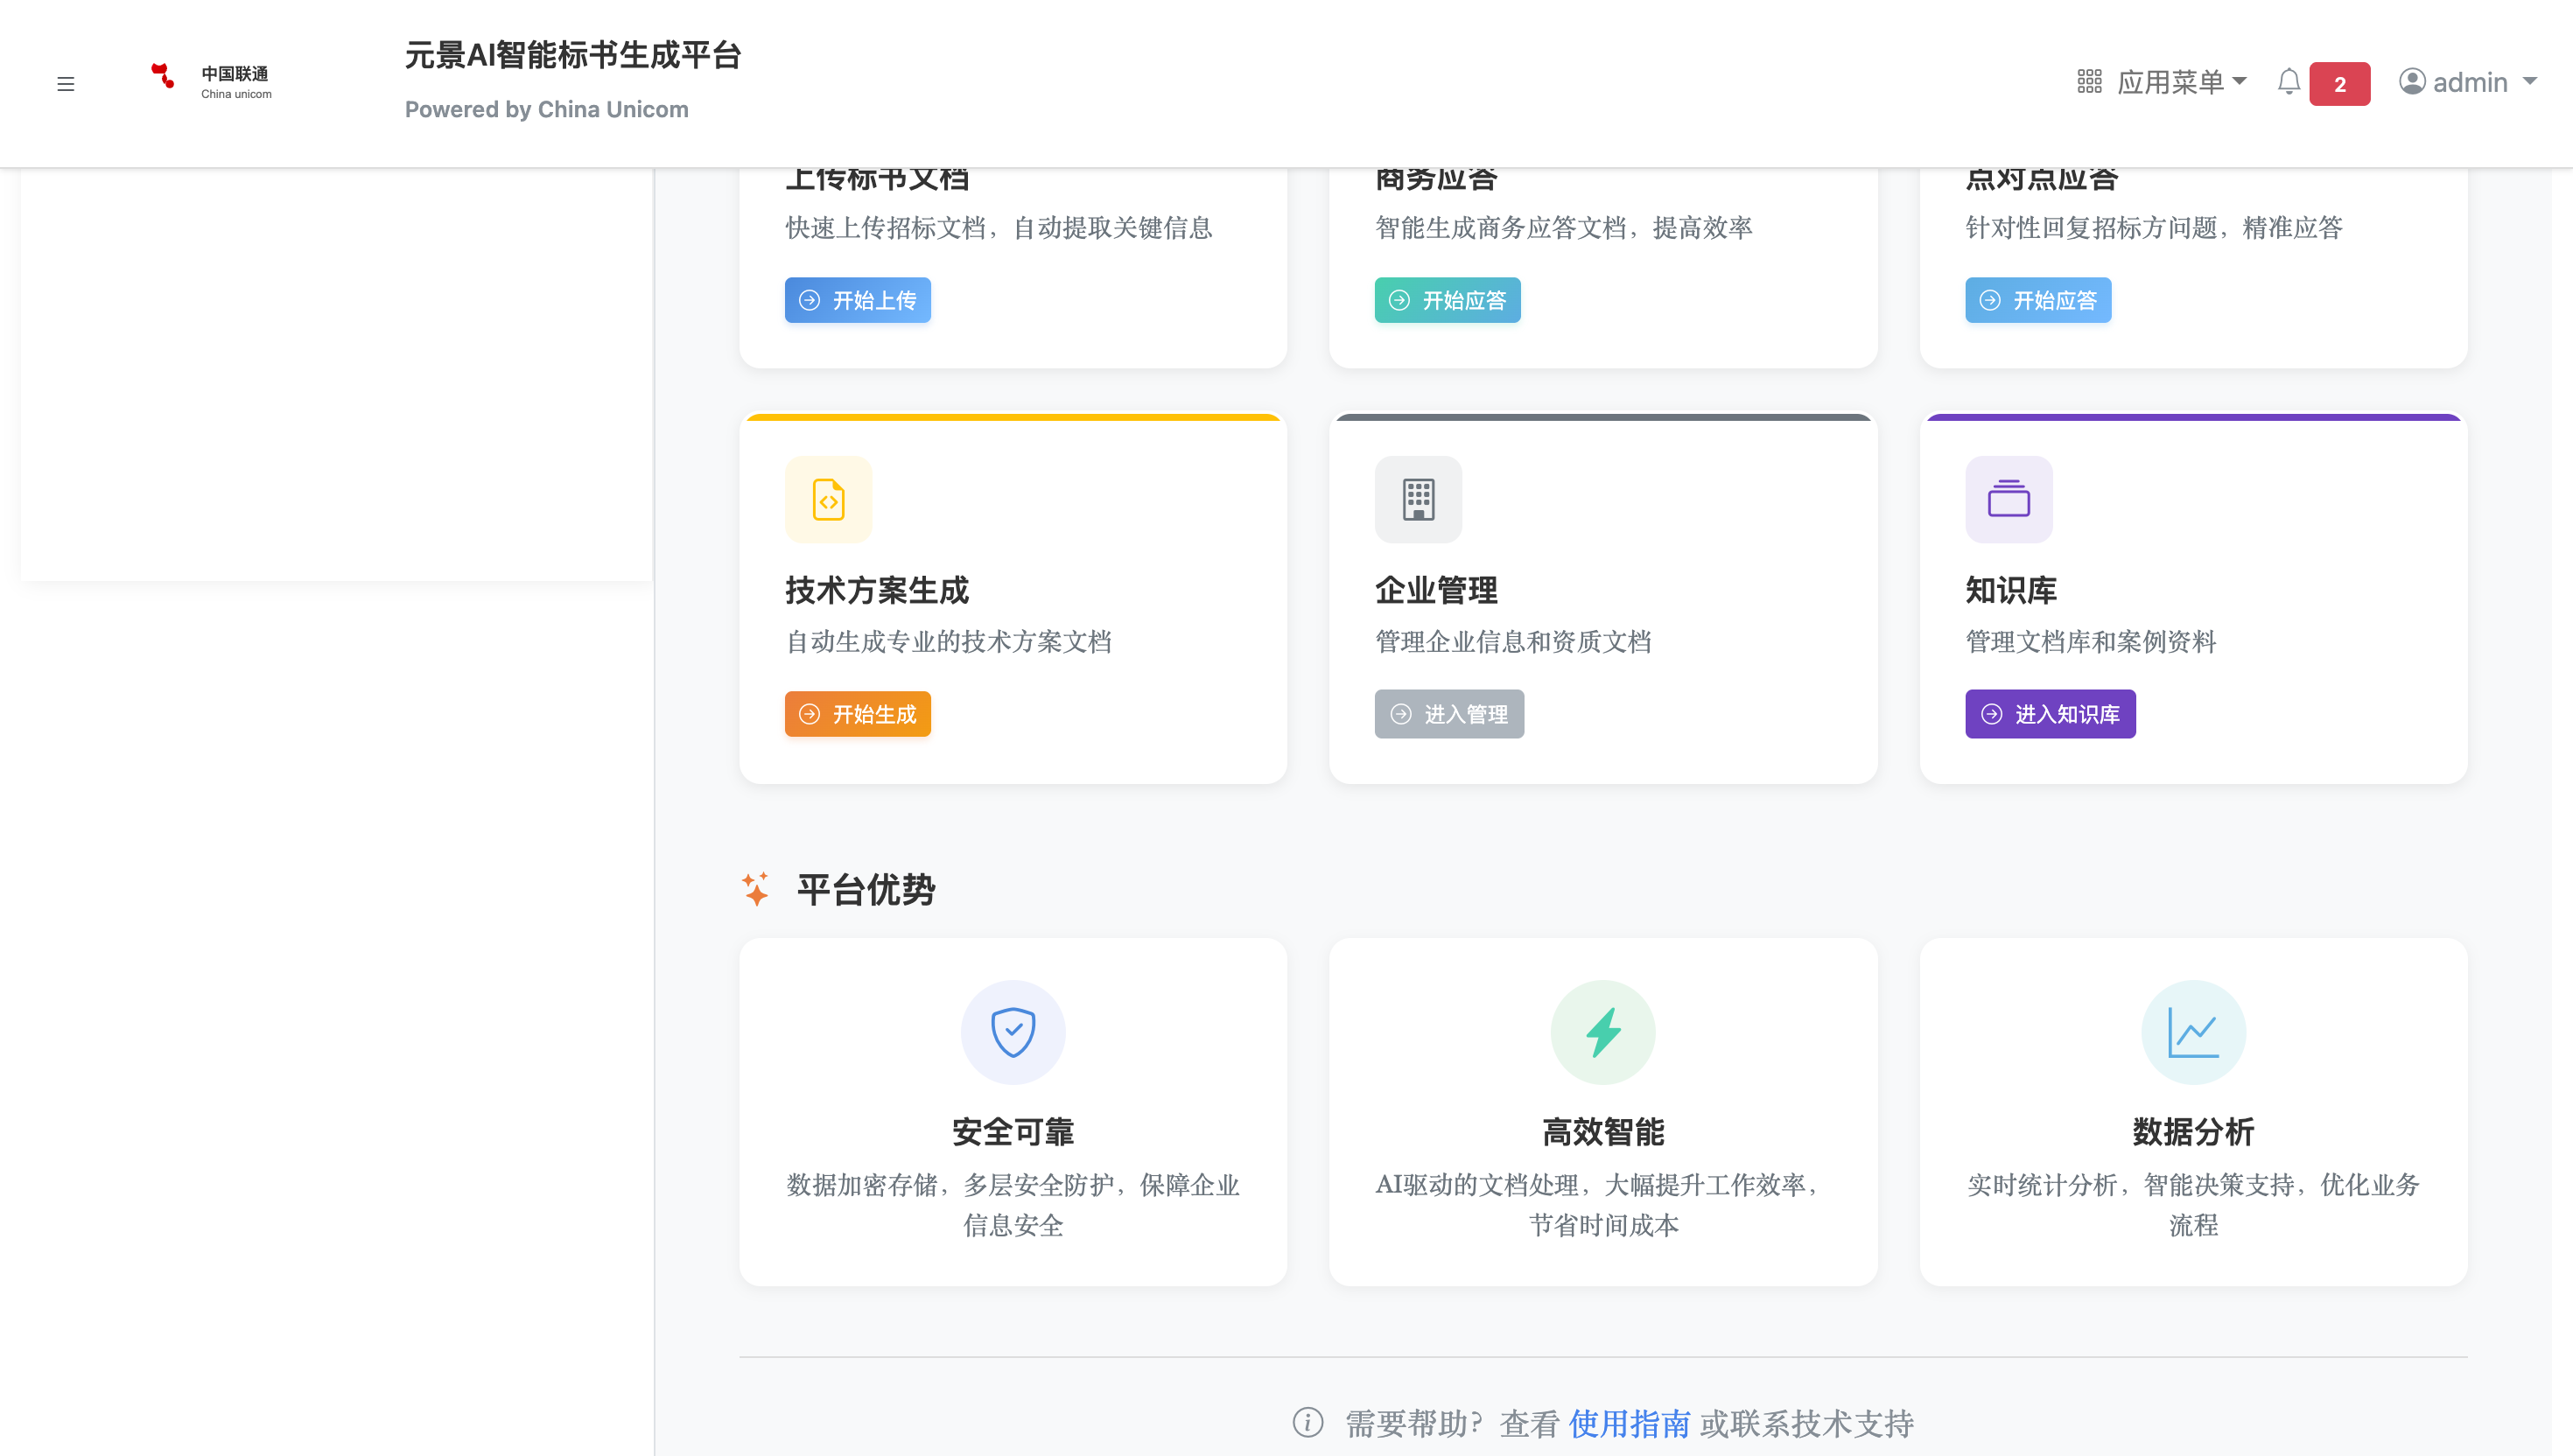 元景AI智能标书生成平台
中国联通
China unicom
Powered by China Unicom
应用菜单
2
admin
上传标书文档
快速上传招标文档，自动提取关键信息
开始上传
商务应答
智能生成商务应答文档，提高效率
开始应答
点对点应答
针对性回复招标方问题，精准应答
开始应答
技术方案生成
自动生成专业的技术方案文档
开始生成
企业管理
管理企业信息和资质文档
进入管理
知识库
管理文档库和案例资料
进入知识库
平台优势
安全可靠
数据加密存储，多层安全防护，保障企业
信息安全
高效智能
AI驱动的文档处理，大幅提升工作效率，
节省时间成本
数据分析
实时统计分析，智能决策支持，优化业务
流程
需要帮助？查看 使用指南 或联系技术支持